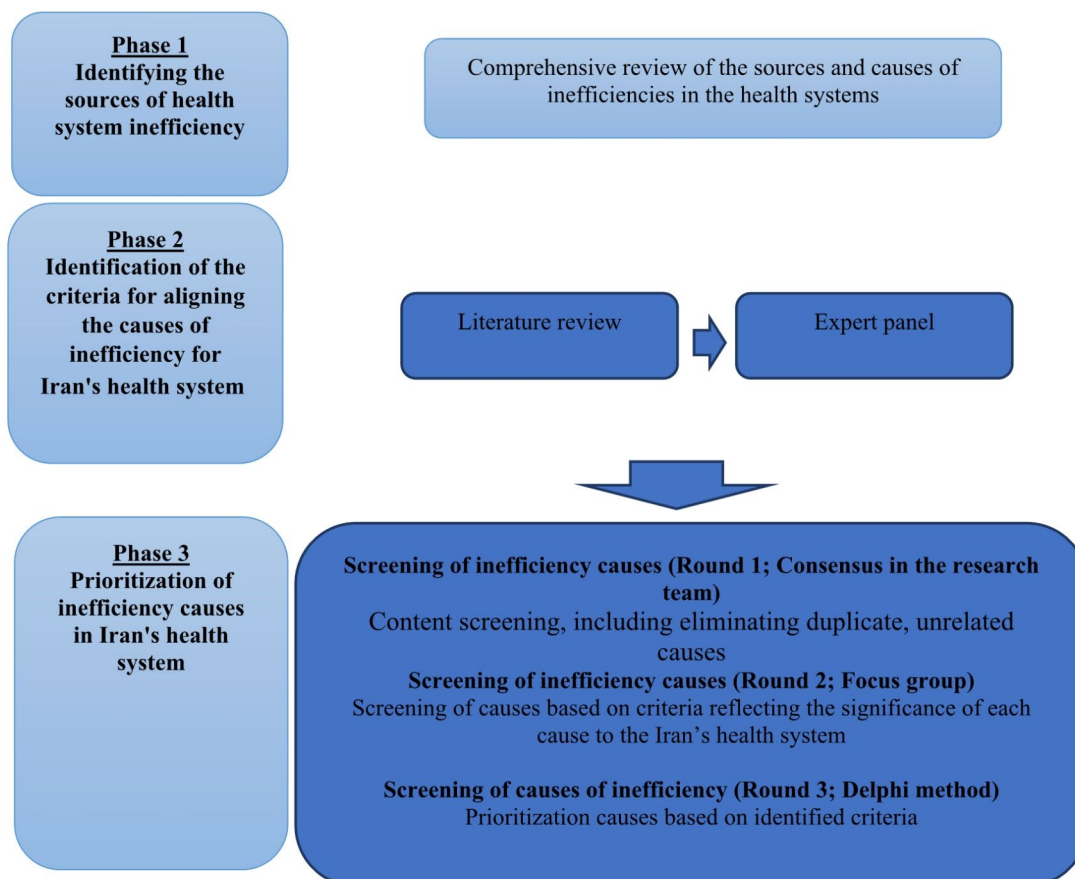 Phase 1
Identifying the
sources of health
system inefficiency
Comprehensive review of the sources and causes of
inefficiencies in the health systems
Phase 2
Identification of the
criteria for aligning
the causes of
inefficiency for
Iran's health system
Literature review
Expert panel
Phase 3
Prioritization of
inefficiency causes
in Iran's health
system
Screening of inefficiency causes (Round 1; Consensus in the research
team)
Content screening, including eliminating duplicate, unrelated
causes
Screening of inefficiency causes (Round 2; Focus group)
Screening of causes based on criteria reflecting the significance of each
cause to the Iran’s health system
Screening of causes of inefficiency (Round 3; Delphi method)
Prioritization causes based on identified criteria